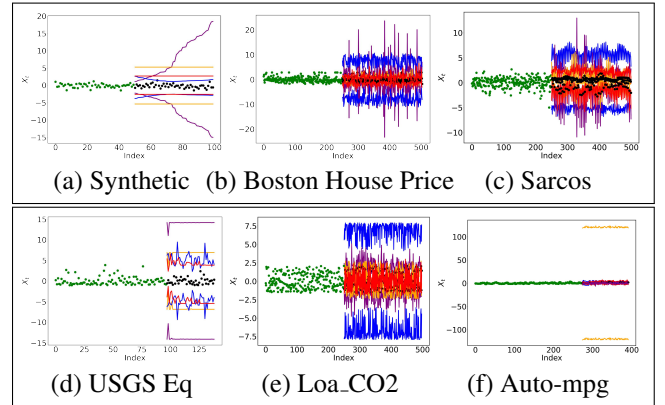 20
15
10
5
0
−5
−10
−15
0 20 40 60 80 100
Index
X_t
(a) Synthetic
20
10
0
−10
−20
0 100 200 300 400 500
Index
X_t
(b) Boston House Price
15
10
5
0
−5
−10
0 100 200 300 400 500
Index
X_t
(c) Sarcos
15
10
5
0
−5
−10
−15
0 25 50 75 100 125
Index
X_t
(d) USGS Eq
7.5
5.0
2.5
0.0
−2.5
−5.0
−7.5
0 100 200 300 400 500
Index
X_t
(e) Loa_CO2
100
50
0
−50
−100
0 100 200 300 400
Index
X_t
(f) Auto-mpg